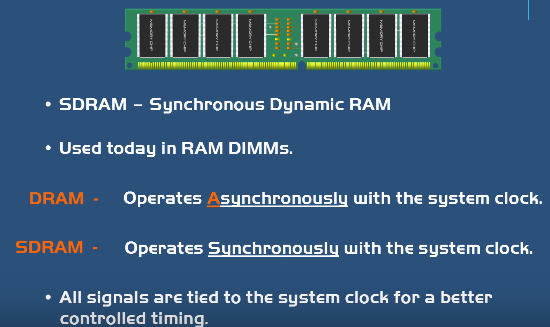 • SDRAM – Synchronous Dynamic RAM
• Used today in RAM DIMMs.
DRAM - Operates Asynchronously with the system clock.
SDRAM - Operates Synchronously with the system clock.
• All signals are tied to the system clock for a better
controlled timing.